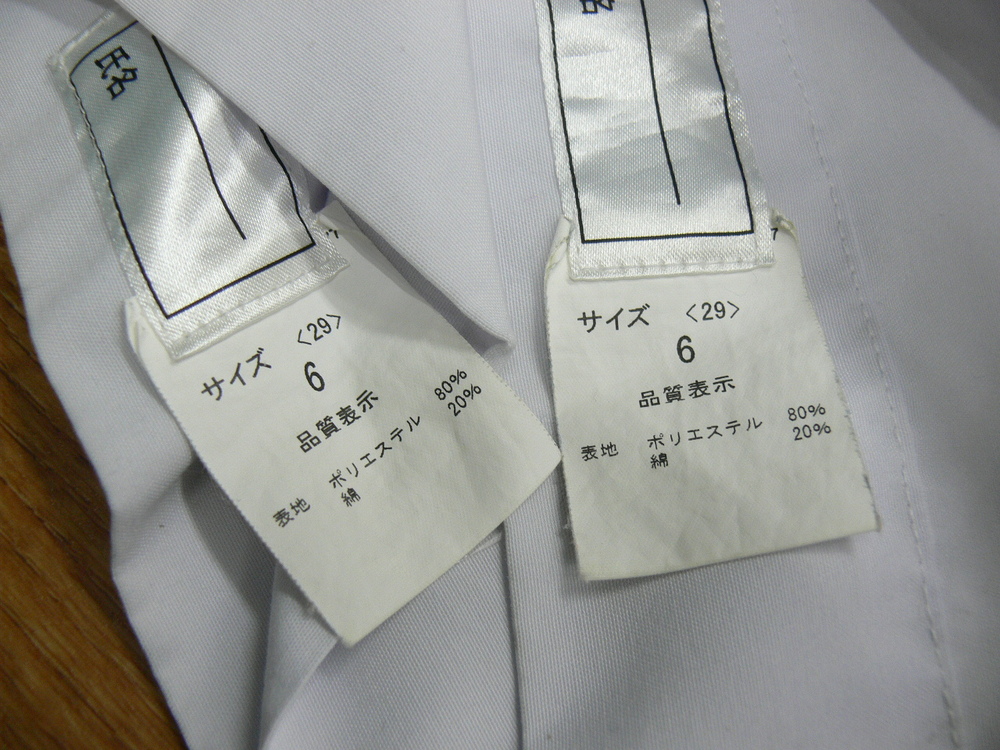 氏名
サイズ 〈29〉
6
品質表示
表地 ポリエステル 80%
綿 20%
名
サイズ 〈29〉
6
品質表示
表地 ポリエステル 80%
綿 20%
7